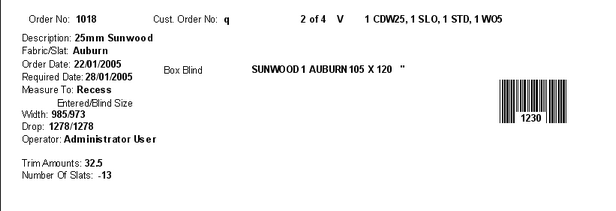 Order No: 1018 Cust. Order No: q 2 of 4 V 1 CDW25, 1 SLO, 1 STD, 1 WO5
Description: 25mm Sunwood
Fabric/Slat: Auburn
Order Date: 22/01/2005
Box Blind SUNWOOD 1 AUBURN 105 X 120 "
Required Date: 28/01/2005
Measure To: Recess
Entered/Blind Size
Width: 985/973
1230
Drop: 1278/1278
Operator: Administrator User
Trim Amounts: 32.5
Number Of Slats: -13